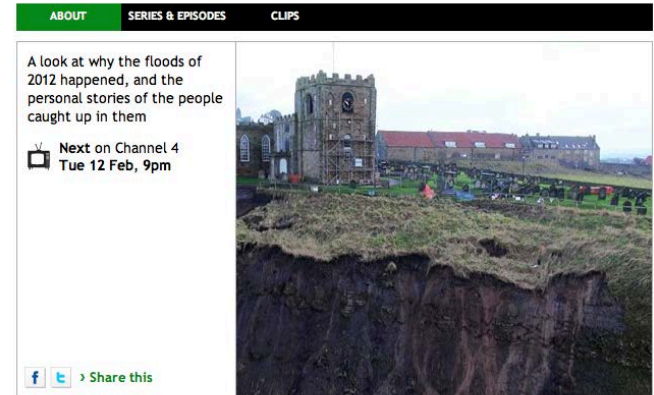 ABOUT
SERIES & EPISODES
CLIPS
A look at why the floods of
2012 happened, and the
personal stories of the people
caught up in them
Next on Channel 4
Tue 12 Feb, 9pm
› Share this